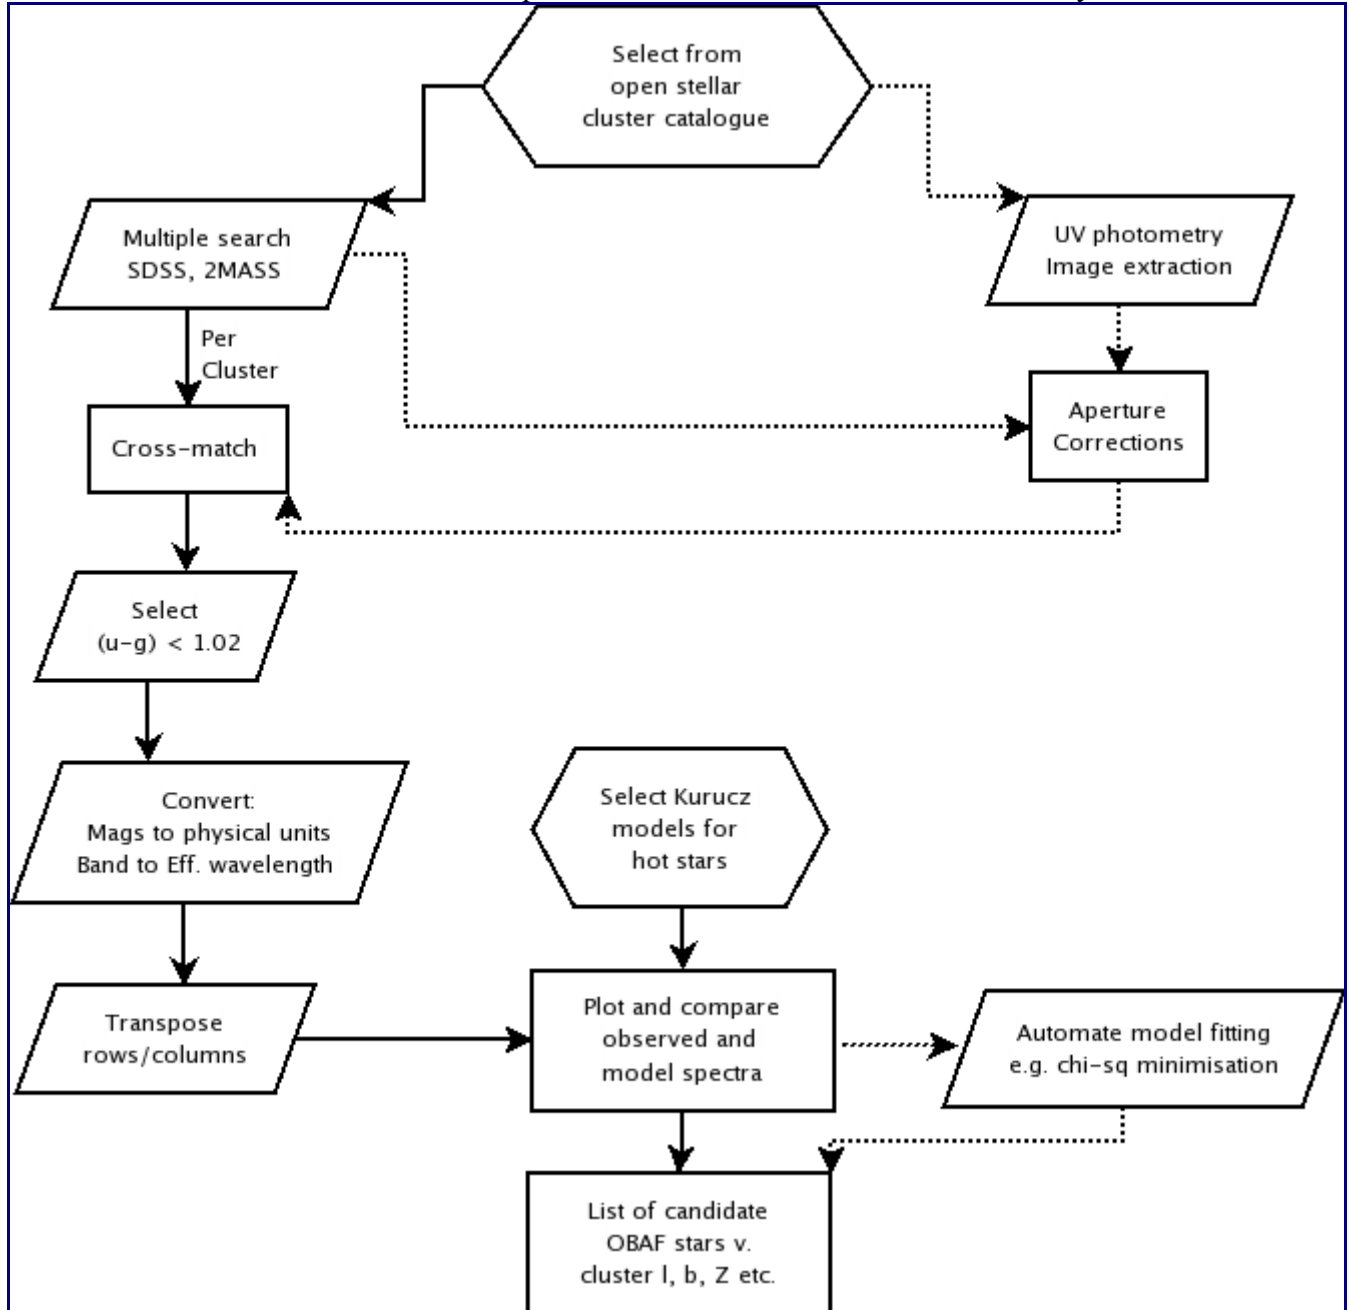 Select from
open stellar
cluster catalogue
Multiple search
SDSS, 2MASS
UV photometry
Image extraction
Per
Cluster
Aperture
Corrections
Cross-match
Select
(u-g) < 1.02
Convert:
Mags to physical units
Band to Eff. wavelength
Select Kurucz
models for
hot stars
Transpose
rows/columns
Plot and compare
observed and
model spectra
Automate model fitting
e.g. chi-sq minimisation
List of candidate
OBAF stars v.
cluster l, b, Z etc.